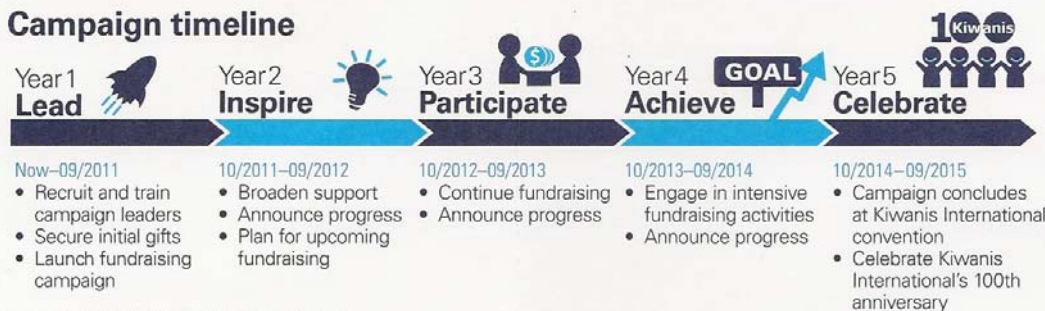 Campaign timeline
Year 1
Lead
Now–09/2011
• Recruit and train
campaign leaders
• Secure initial gifts
• Launch fundraising
campaign
Year 2
Inspire
10/2011–09/2012
• Broaden support
• Announce progress
• Plan for upcoming
fundraising
Year 3
$
Participate
10/2012–09/2013
• Continue fundraising
• Announce progress
Year 4
GOAL
Achieve
10/2013–09/2014
• Engage in intensive
fundraising activities
• Announce progress
100
Kiwanis
Year 5
Celebrate
10/2014–09/2015
• Campaign concludes
at Kiwanis International
convention
• Celebrate Kiwanis
International's 100th
anniversary